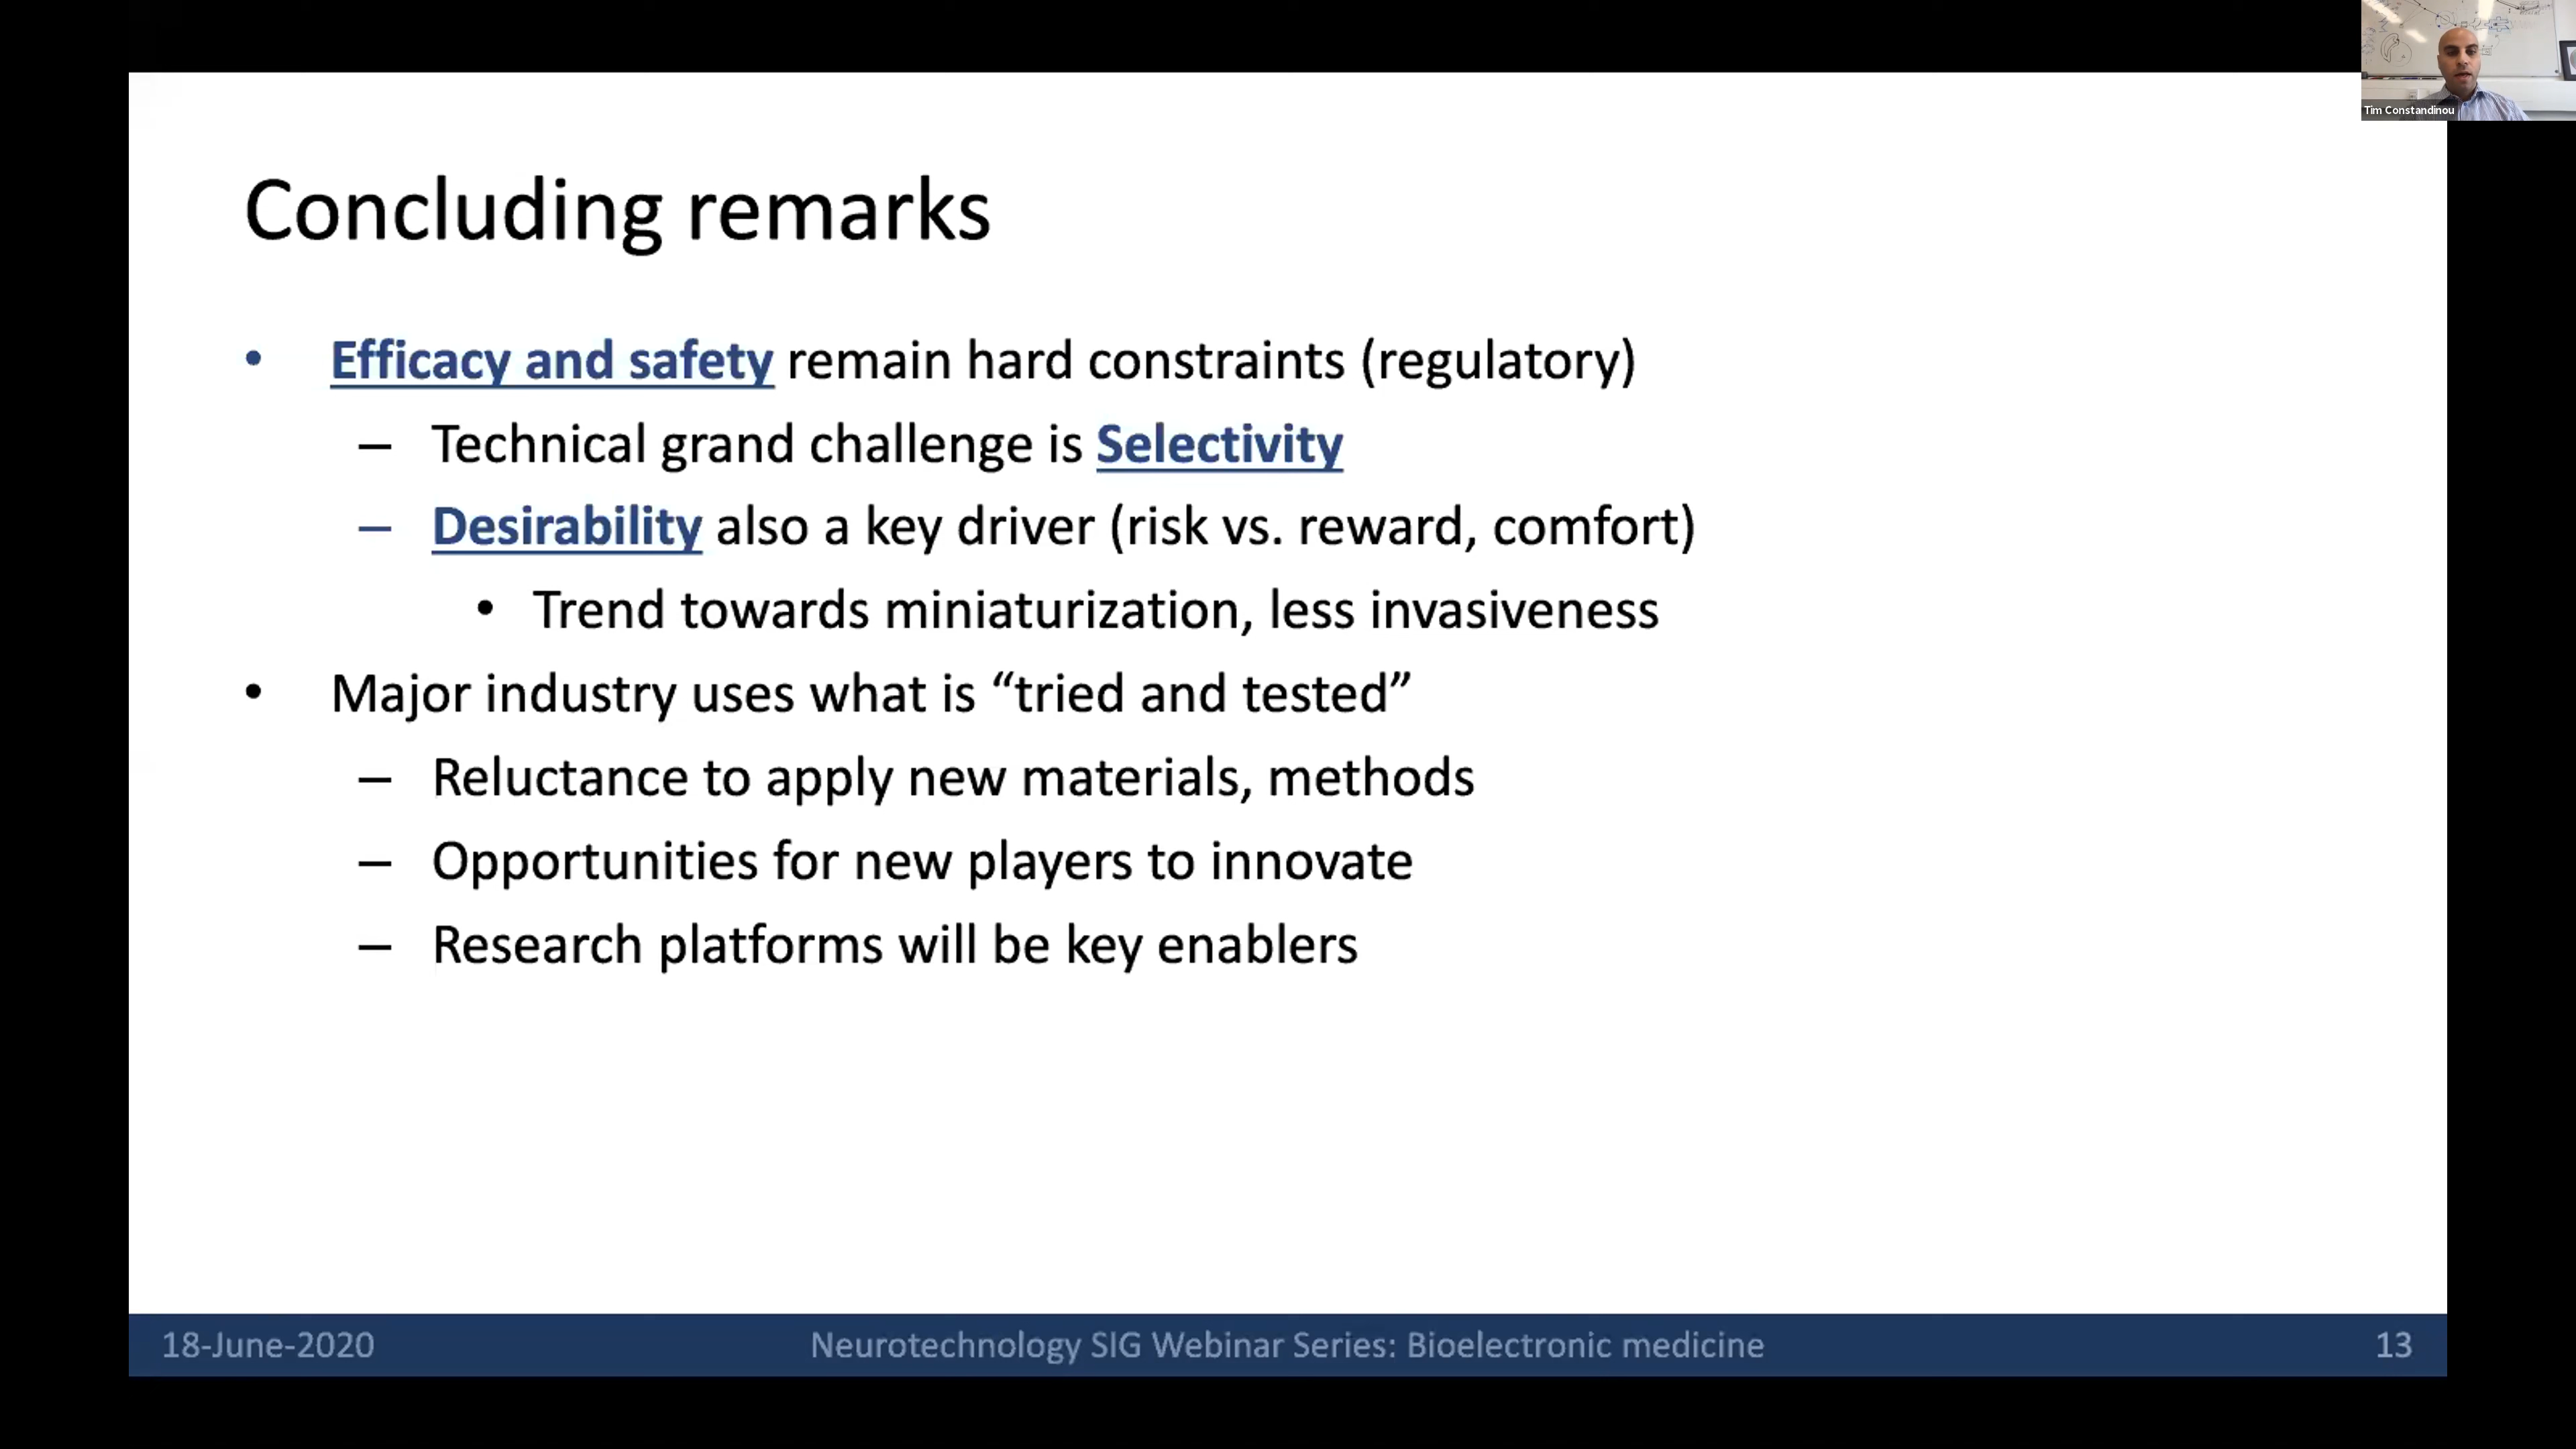 Tim Constandinou
Concluding remarks
• Efficacy and safety remain hard constraints (regulatory)
– Technical grand challenge is Selectivity
– Desirability also a key driver (risk vs. reward, comfort)
• Trend towards miniaturization, less invasiveness
• Major industry uses what is “tried and tested”
– Reluctance to apply new materials, methods
– Opportunities for new players to innovate
– Research platforms will be key enablers
18-June-2020
Neurotechnology SIG Webinar Series: Bioelectronic medicine
13